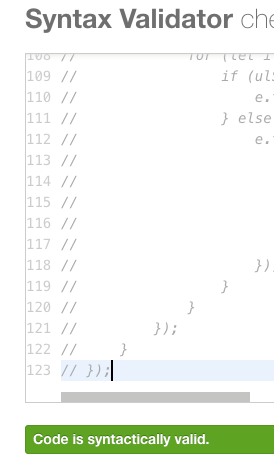 Syntax Validator che
108 // for (let i
109 // if (ul
110 // e.
111 // } else
112 // e.
113 //
114 //
115 //
116 //
117 //
118 // })
119 // }
120 // }
121 // });
122 // }
123 // });
Code is syntactically valid.